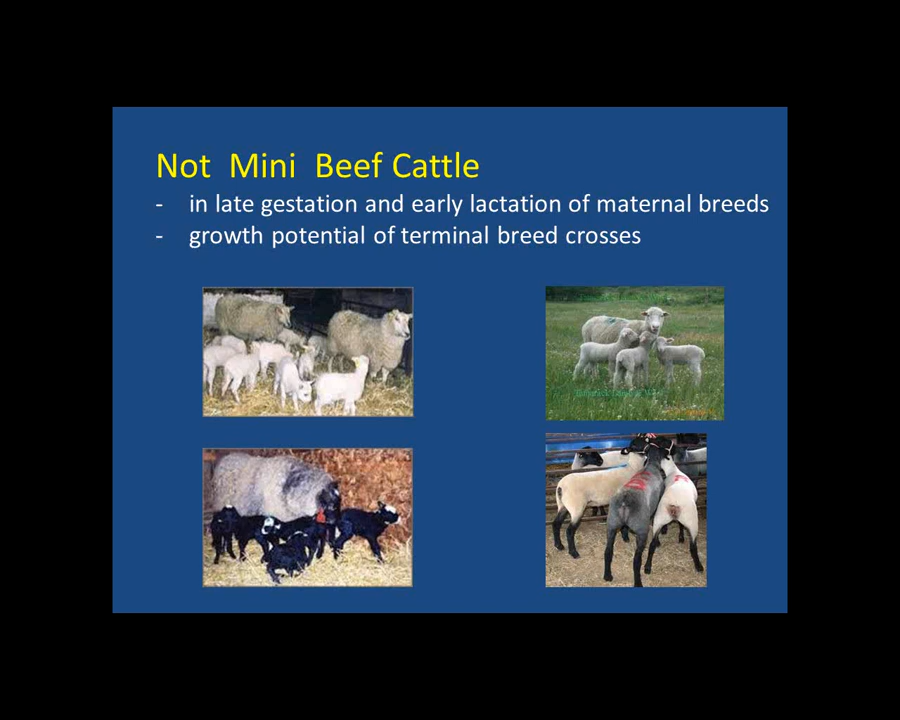 Not Mini Beef Cattle
- in late gestation and early lactation of maternal breeds
- growth potential of terminal breed crosses